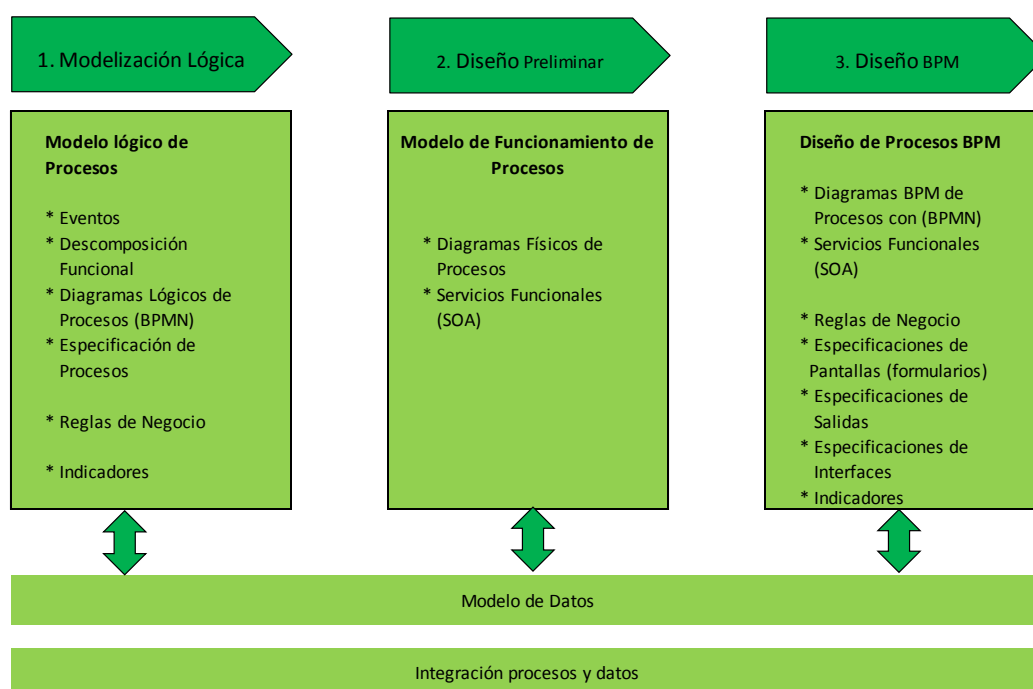 1. Modelización Lógica
2. Diseño Preliminar
3. Diseño BPM
Modelo lógico de
Procesos
* Eventos
* Descomposición
Funcional
* Diagramas Lógicos de
Procesos (BPMN)
* Especificación de
Procesos
* Reglas de Negocio
* Indicadores
Modelo de Funcionamiento de
Procesos
* Diagramas Físicos de
Procesos
* Servicios Funcionales
(SOA)
Diseño de Procesos BPM
* Diagramas BPM de
Procesos con (BPMN)
* Servicios Funcionales
(SOA)
* Reglas de Negocio
* Especificaciones de
Pantallas (formularios)
* Especificaciones de
Salidas
* Especificaciones de
Interfaces
* Indicadores
Modelo de Datos
Integración procesos y datos